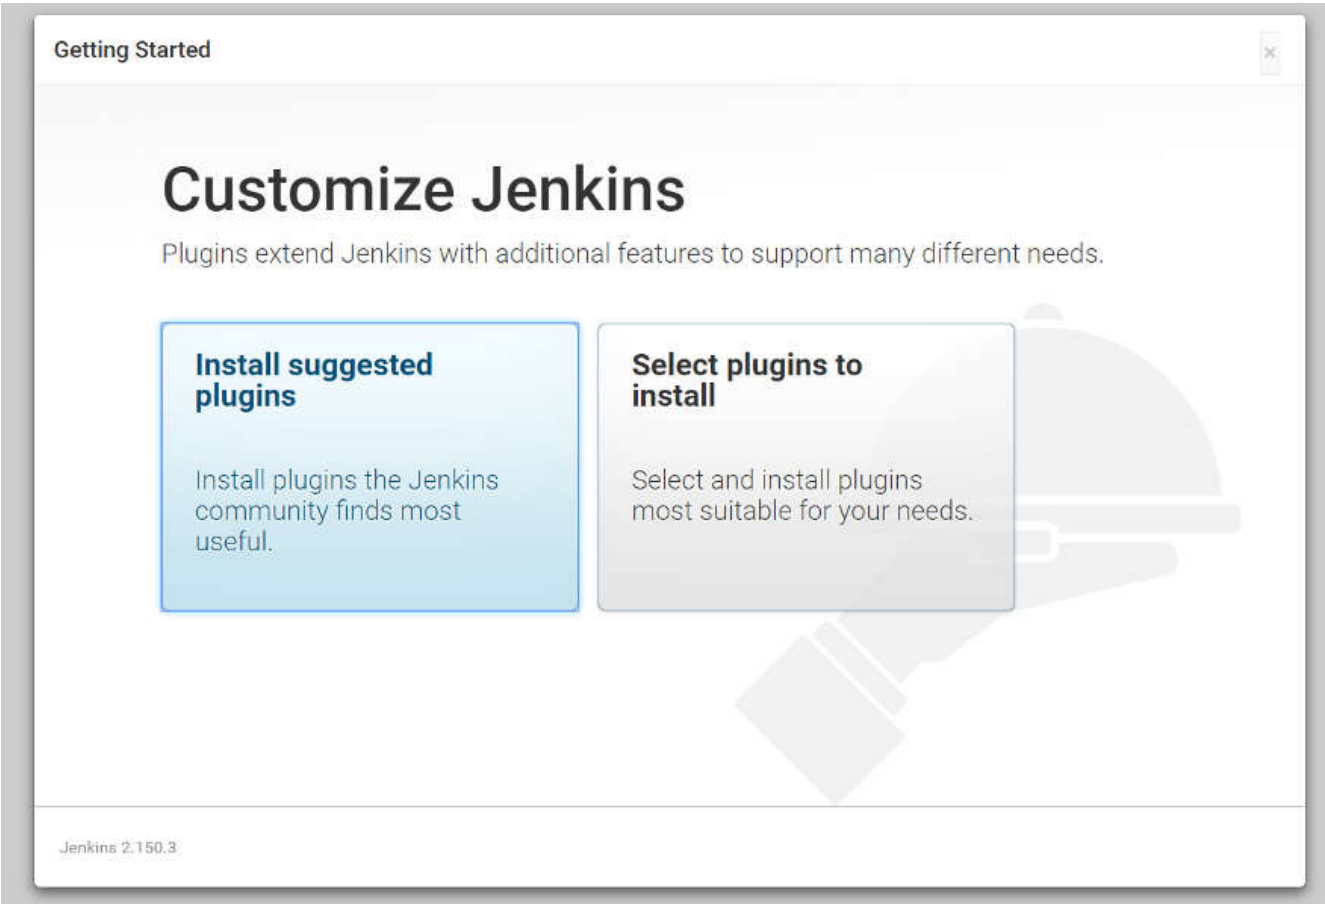 Getting Started
×
Customize Jenkins
Plugins extend Jenkins with additional features to support many different needs.
Install suggested
plugins
Install plugins the Jenkins
community finds most
useful.
Select plugins to
install
Select and install plugins
most suitable for your needs.
Jenkins 2.150.3